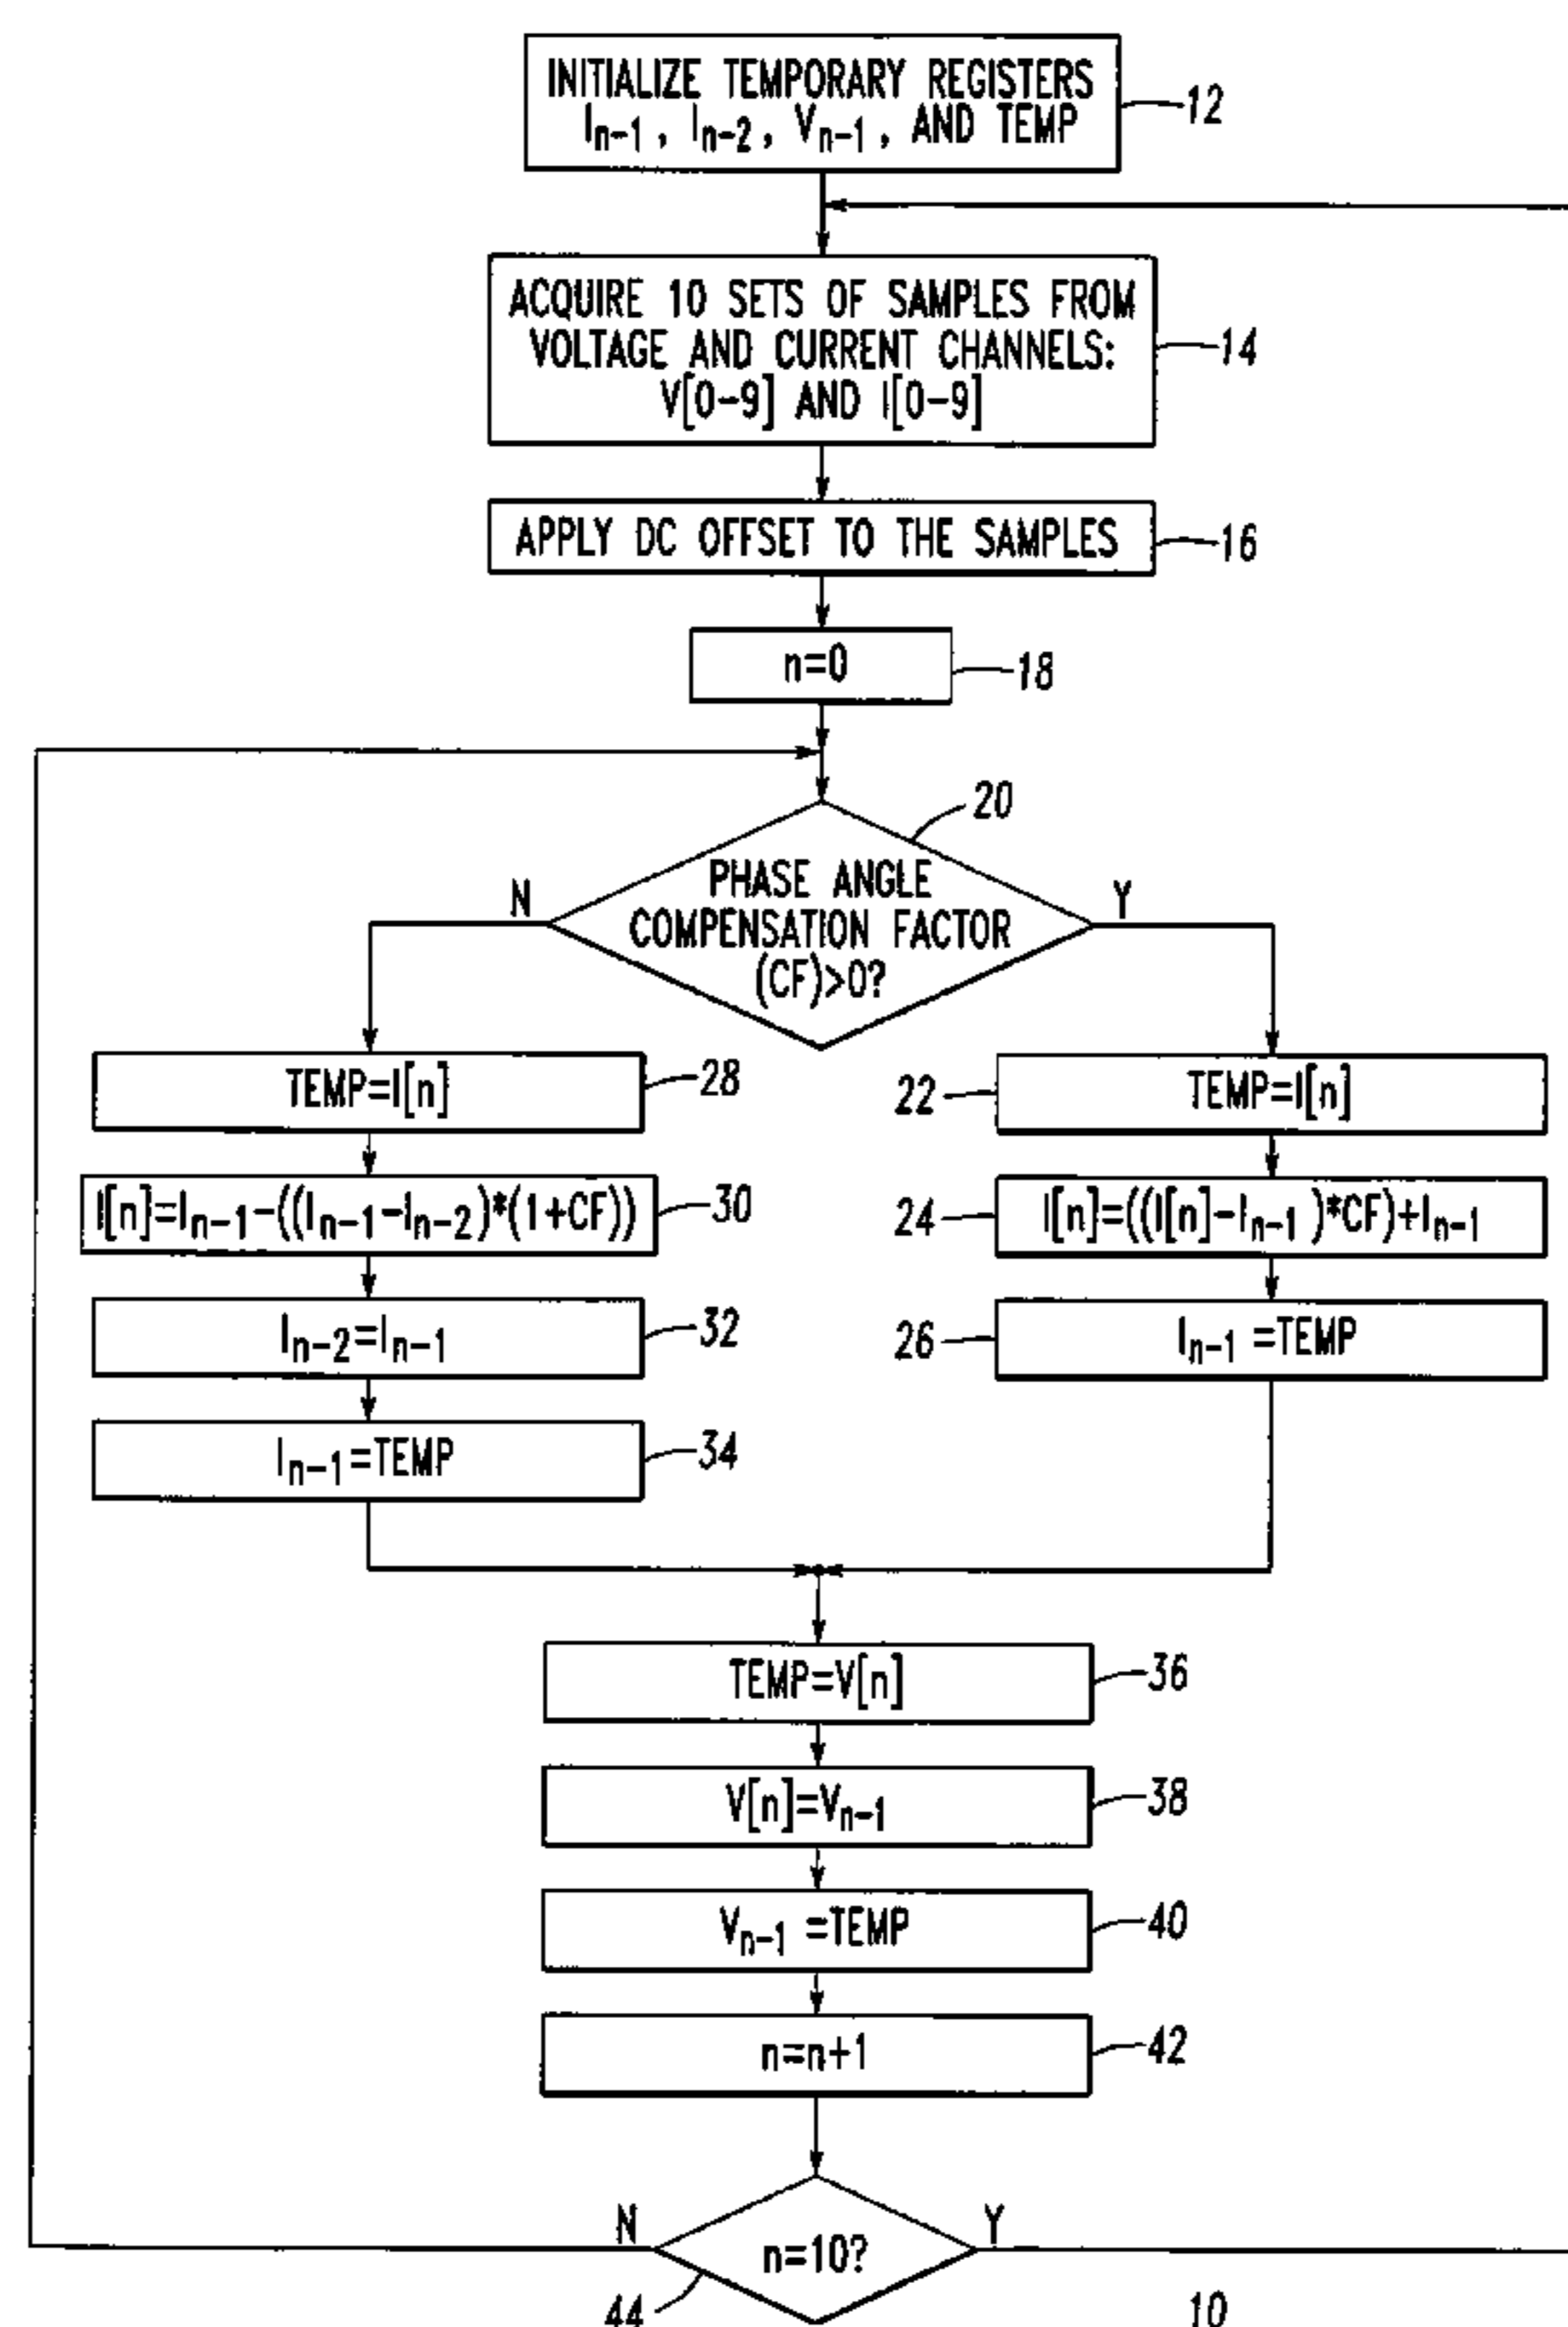 INITIALIZE TEMPORARY REGISTERS
Iₙ₋₁, Iₙ₋₂, Vₙ₋₁, AND TEMP
12
ACQUIRE 10 SETS OF SAMPLES FROM
VOLTAGE AND CURRENT CHANNELS:
V[0-9] AND I[0-9]
14
APPLY DC OFFSET TO THE SAMPLES
16
n=0
18
20
PHASE ANGLE
COMPENSATION FACTOR
(CF)>0?
N
Y
TEMP=I[n]
28
I[n]=Iₙ₋₁-((Iₙ₋₁-Iₙ₋₂)*(1+CF))
30
Iₙ₋₂=Iₙ₋₁
32
Iₙ₋₁=TEMP
34
22
TEMP=I[n]
24
I[n]=((I[n]-Iₙ₋₁)*CF)+Iₙ₋₁
26
Iₙ₋₁=TEMP
TEMP=V[n]
36
V[n]=Vₙ₋₁
38
Vₙ₋₁=TEMP
40
n=n+1
42
N
Y
n=10?
44
10